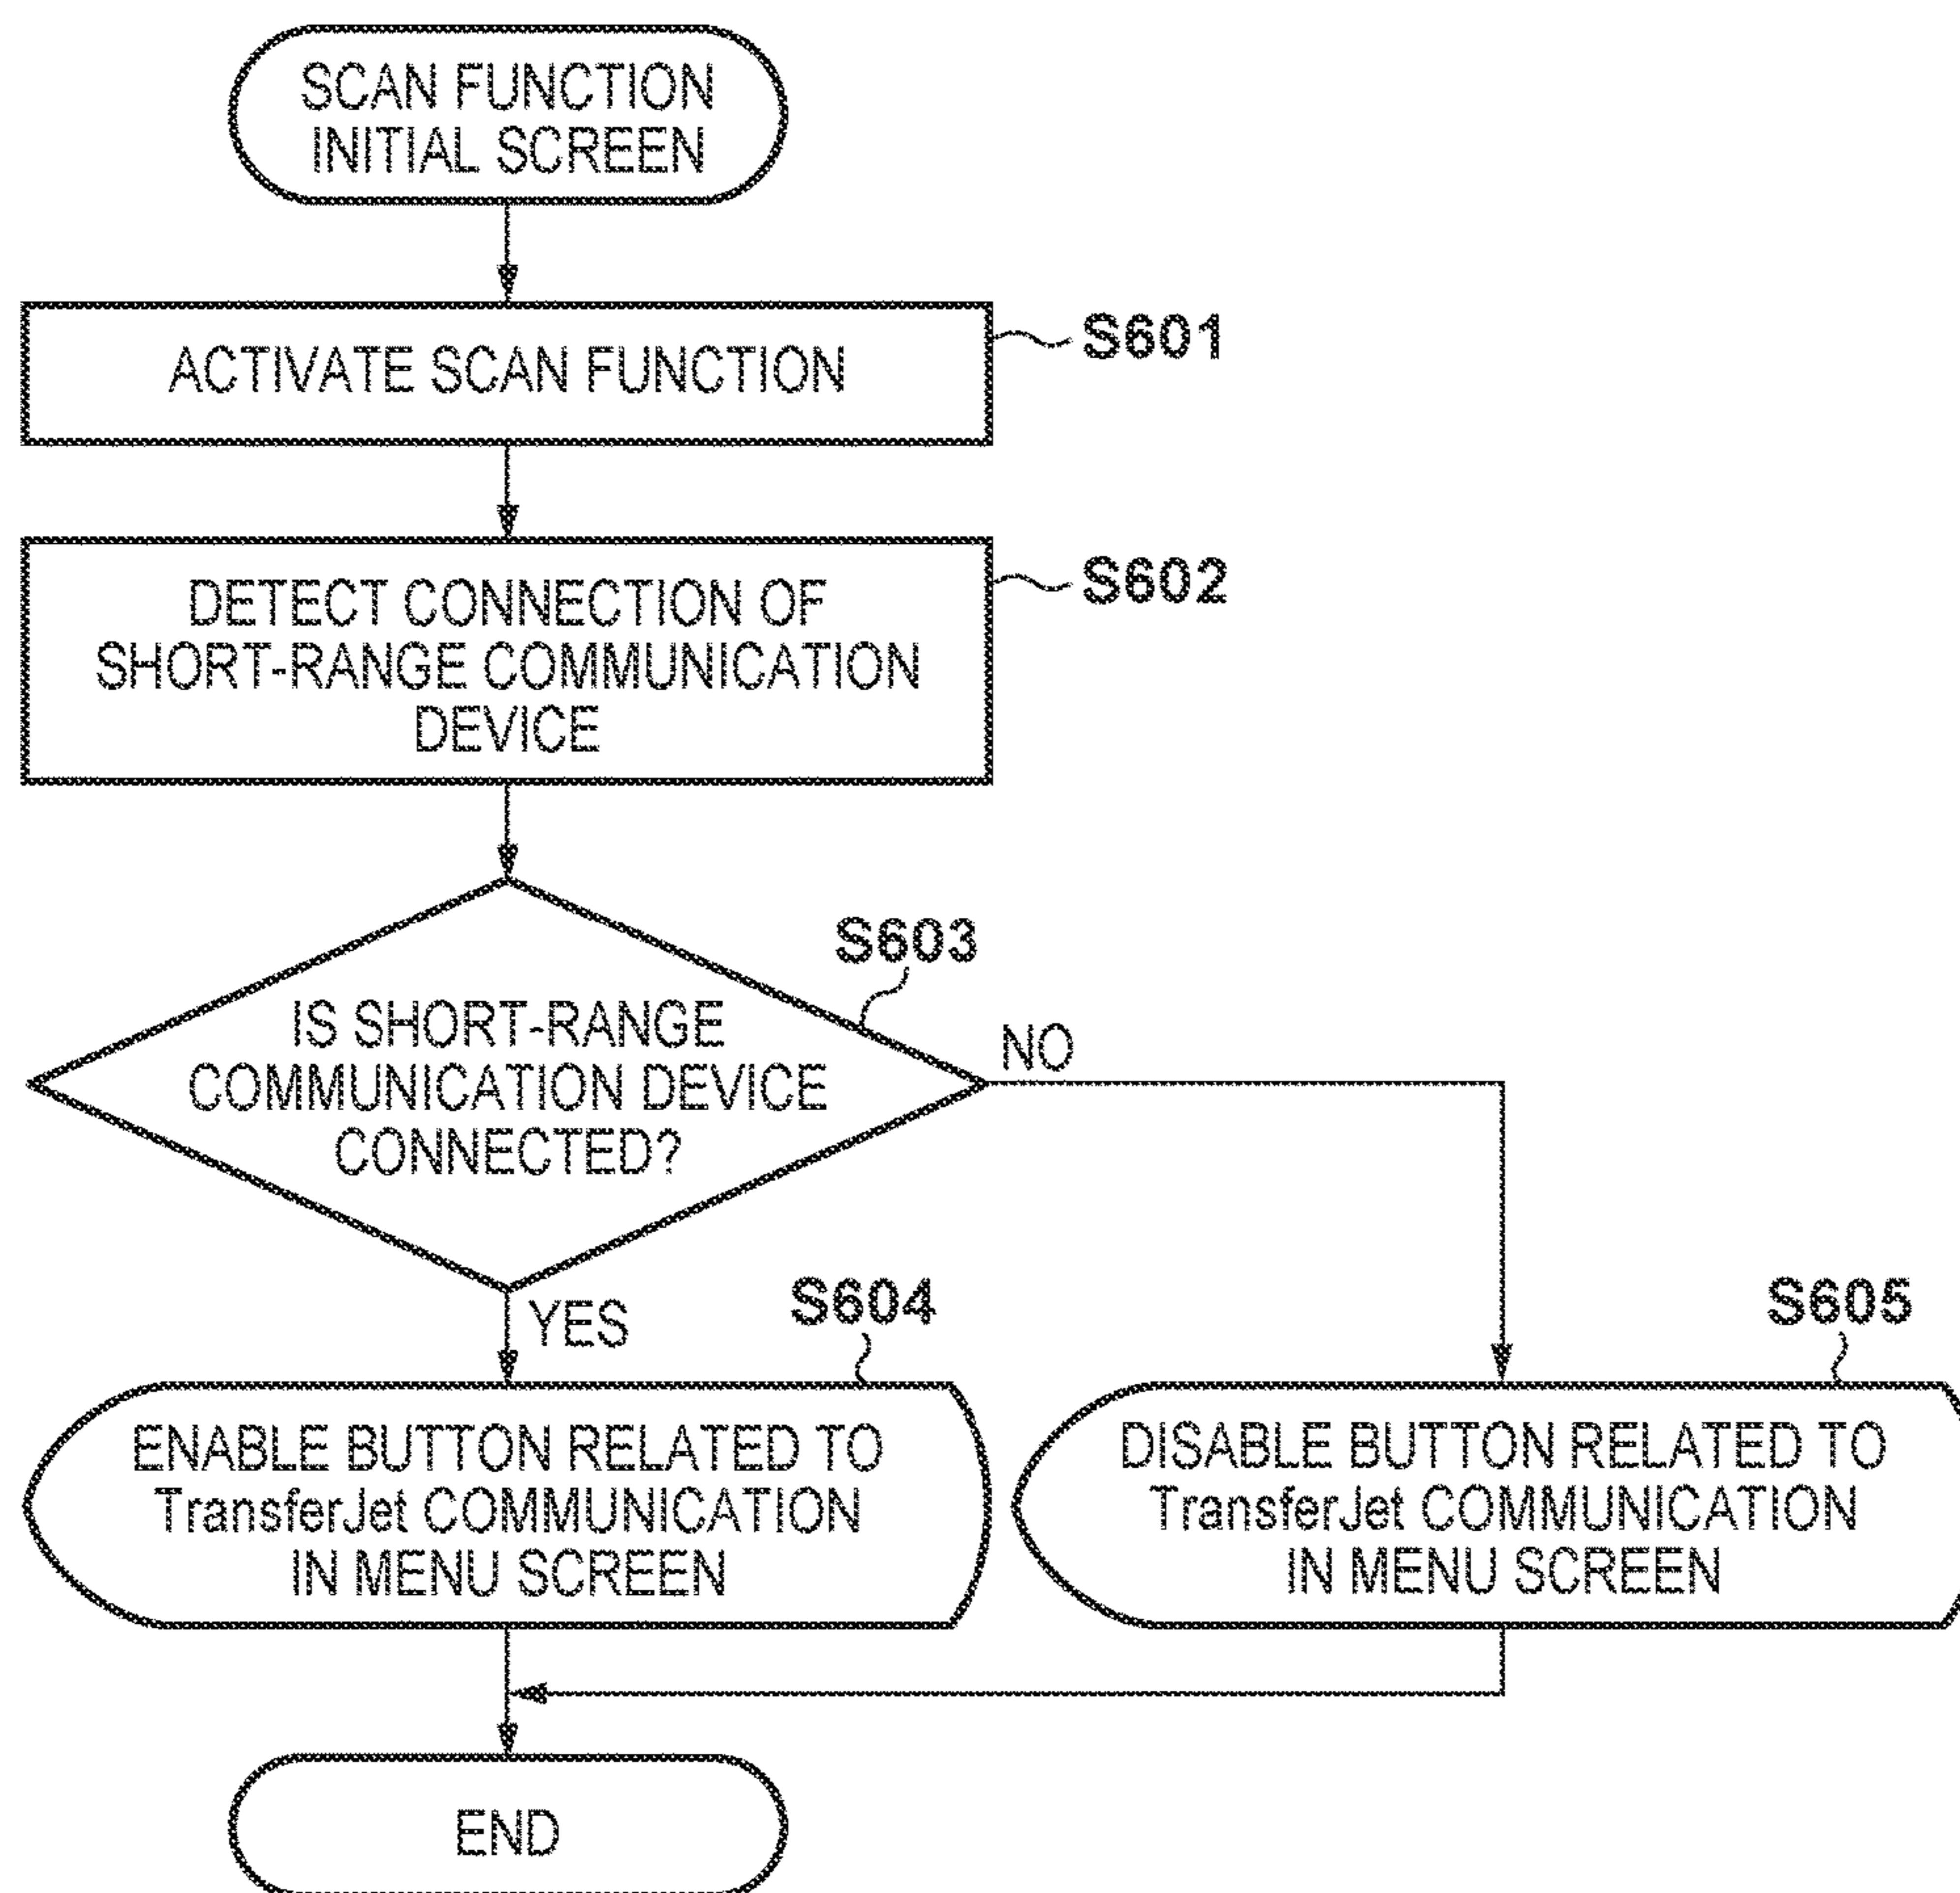 SCAN FUNCTION
INITIAL SCREEN
ACTIVATE SCAN FUNCTION
S601
DETECT CONNECTION OF
SHORT-RANGE COMMUNICATION
DEVICE
S602
S603
IS SHORT-RANGE
COMMUNICATION DEVICE
CONNECTED?
NO
YES
S604
ENABLE BUTTON RELATED TO
TransferJet COMMUNICATION
IN MENU SCREEN
S605
DISABLE BUTTON RELATED TO
TransferJet COMMUNICATION
IN MENU SCREEN
END